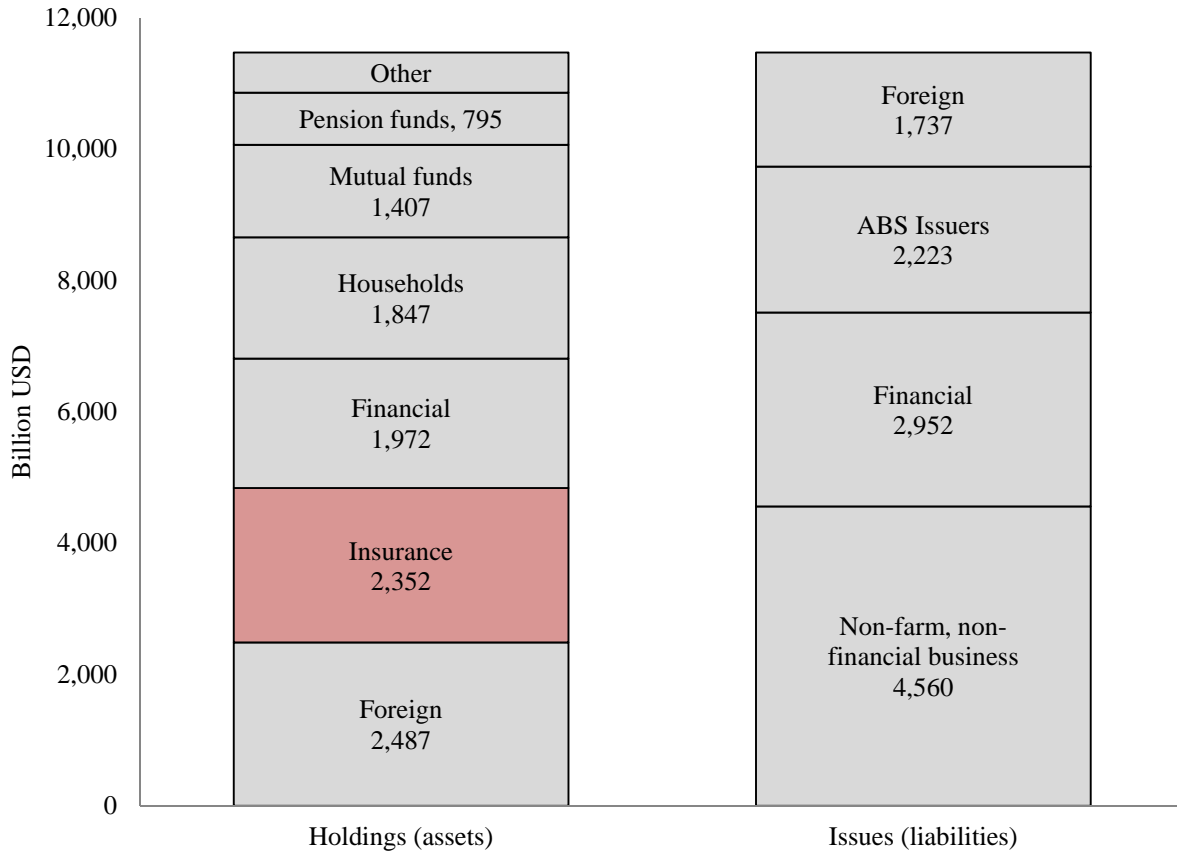 12,000
10,000
8,000
6,000
4,000
2,000
0
Billion USD
Other
Pension funds, 795
Mutual funds
1,407
Households
1,847
Financial
1,972
Insurance
2,352
Foreign
2,487
Holdings (assets)
Foreign
1,737
ABS Issuers
2,223
Financial
2,952
Non-farm, non-
financial business
4,560
Issues (liabilities)